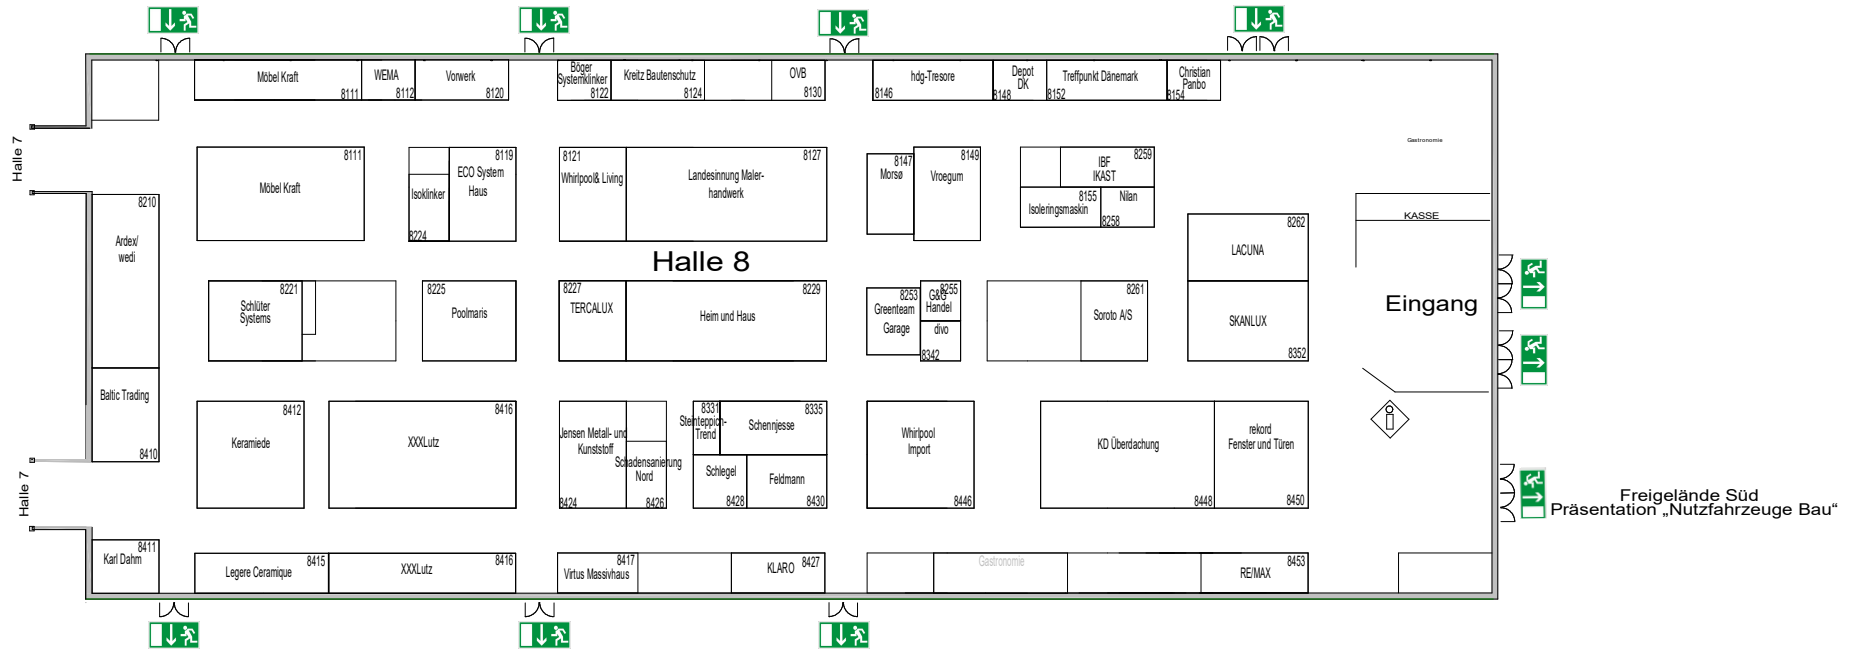 Möbel Kraft
8111
WEMA
8112
Vorwerk
8120
Böger
Systemklinker
8122
Kreitz Bautenschutz
8124
OVB
8130
hdg-Tresore
8146
Depot
DK
8148
Treffpunkt Dänemark
8152
Christian
Panbo
8154
Halle 7
Gastronomie
8111
Möbel Kraft
Isoklinker
8224
8119
ECO System
Haus
8121
Whirlpool& Living
8127
Landesinnung Maler-
handwerk
8147
Morsø
8149
Vroegum
8259
IBF
IKAST
8155
Isoleringsmaskin
Nilan
8258
KASSE
8210
Ardex/
wedi
8262
LACUNA
Halle 8
8221
Schlüter
Systems
8225
Poolmaris
8227
TERCALUX
8229
Heim und Haus
8253
Greenteam
Garage
8255
G&G
Handel
divo
8342
8261
Soroto A/S
SKANLUX
8352
Eingang
Baltic Trading
8410
8412
Keramiede
8416
XXXLutz
Jensen Metall- und
Kunststoff
8424
Schadensanierung
Nord
8426
8331
Steinteppich-
Trend
8335
Schennjesse
Schlegel
8428
Feldmann
8430
Whirlpool
Import
8446
KD Überdachung
8448
rekord
Fenster und Türen
8450
Halle 7
Freigelände Süd
Präsentation „Nutzfahrzeuge Bau“
8411
Karl Dahm
8415
Legere Ceramique
8416
XXXLutz
8417
Virtus Massivhaus
8427
KLARO
Gastronomie
8453
RE/MAX